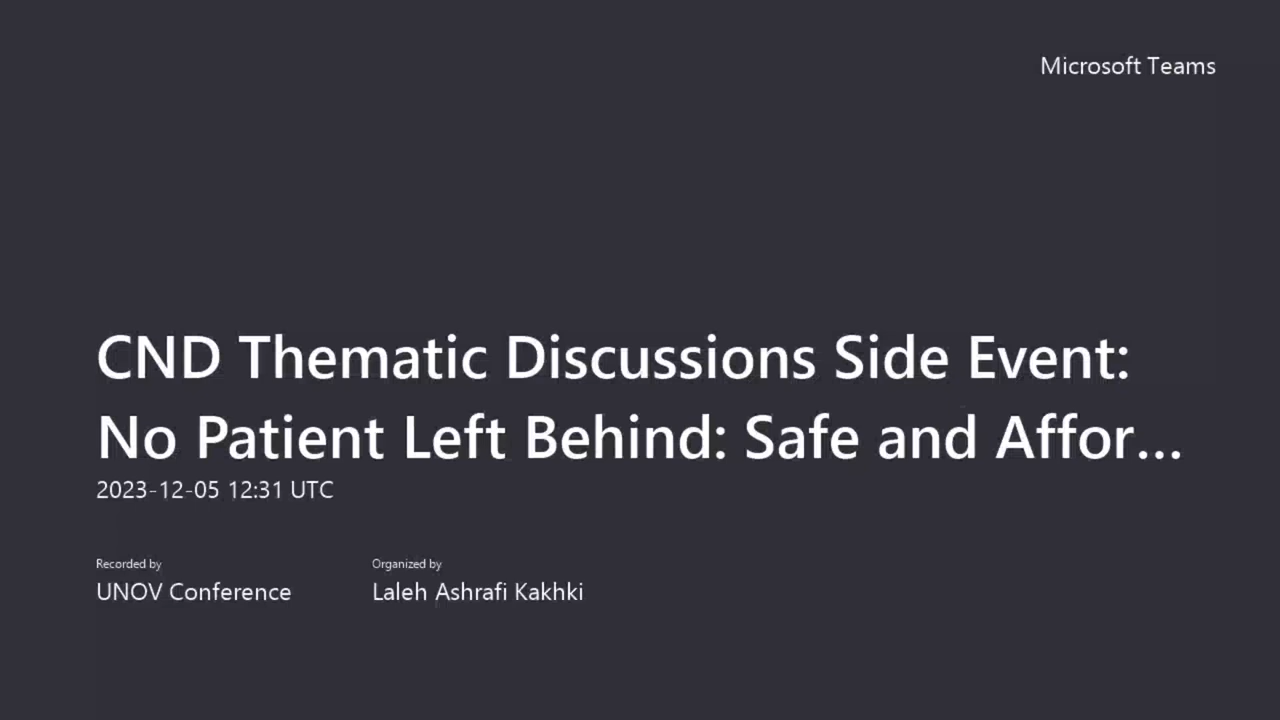 Microsoft Teams
CND Thematic Discussions Side Event:
No Patient Left Behind: Safe and Affor...
2023-12-05 12:31 UTC
Recorded by
UNOV Conference
Organized by
Laleh Ashrafi Kakhki